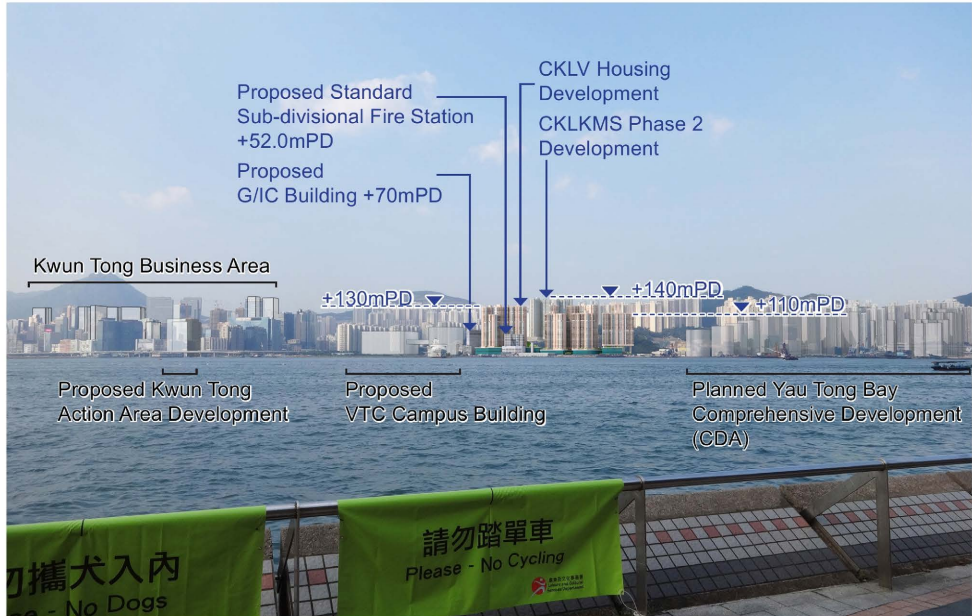 CKLV Housing
Development
Proposed Standard
Sub-divisional Fire Station
+52.0mPD
CKLKMS Phase 2
Development
Proposed
G/IC Building +70mPD
Kwun Tong Business Area
+130mPD
+140mPD
+110mPD
Proposed Kwun Tong
Action Area Development
Proposed
VTC Campus Building
Planned Yau Tong Bay
Comprehensive Development
(CDA)
勿攜犬入內
- No Dogs
請勿踏單車
Please - No Cycling